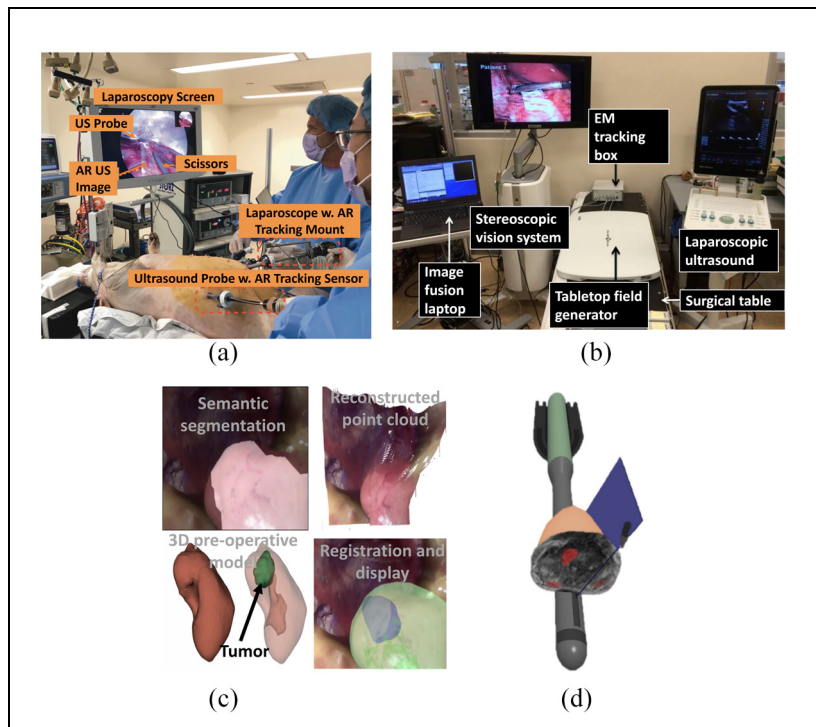 Laparoscopy Screen
US Probe
AR US
Image
Scissors
Laparoscope w. AR
Tracking Mount
Ultrasound Probe w. AR Tracking Sensor
(a)
Patient 1
EM
tracking
box
Stereoscopic
vision system
Laparoscopic
ultrasound
Image
fusion
laptop
Tabletop field
generator
Surgical table
(b)
Semantic
segmentation
Reconstructed
point cloud
3D pre-operative
model
Tumor
Registration and
display
(c)
(d)